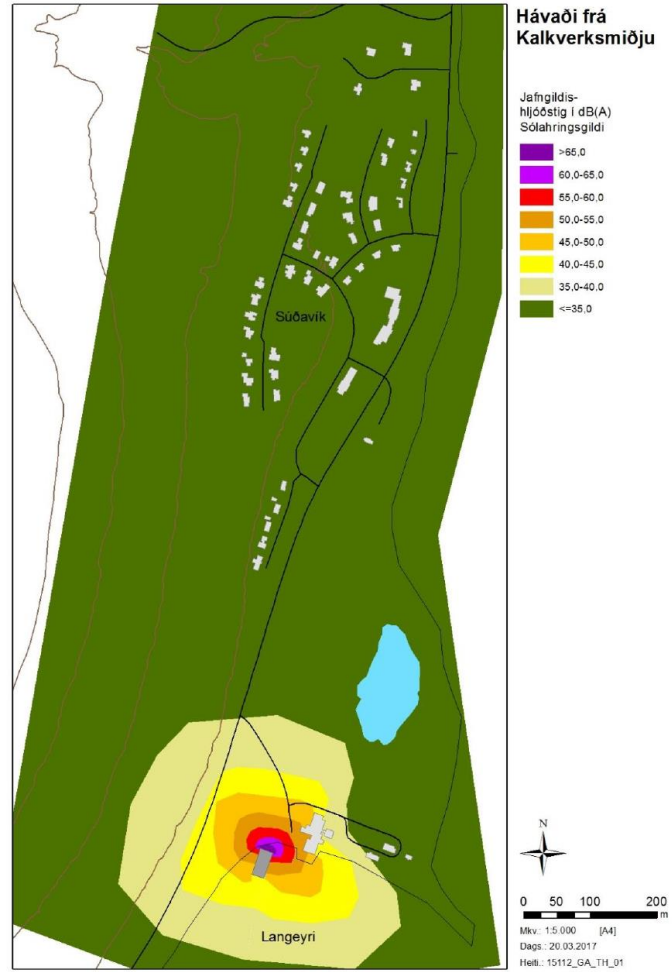 Hávaði frá
Kalkverksmiðju
Jafngildis-
hljóðstig í dB(A)
Sólahringsgildi
>65,0
60,0-65,0
55,0-60,0
50,0-55,0
45,0-50,0
40,0-45,0
35,0-40,0
<=35,0
Súðavík
Langeyri
N
0 50 100 200
m
Mkv.: 1:5.000 [A4]
Dags.: 20.03.2017
Heiti.: 15112_GA_TH_01